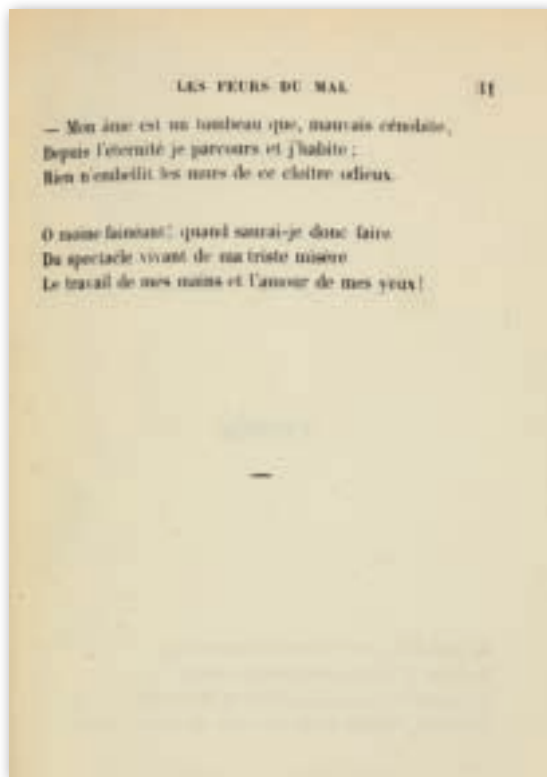 LES FEURS DU MAL 31
— Mon âme est un tombeau que, mauvais cénobite,
Depuis l'éternité je parcours et j'habite ;
Rien n'embellit les murs de ce cloître odieux.
O moine fainéant ! quand saurai-je donc faire
Du spectacle vivant de ma triste misère
Le travail de mes mains et l'amour de mes yeux !